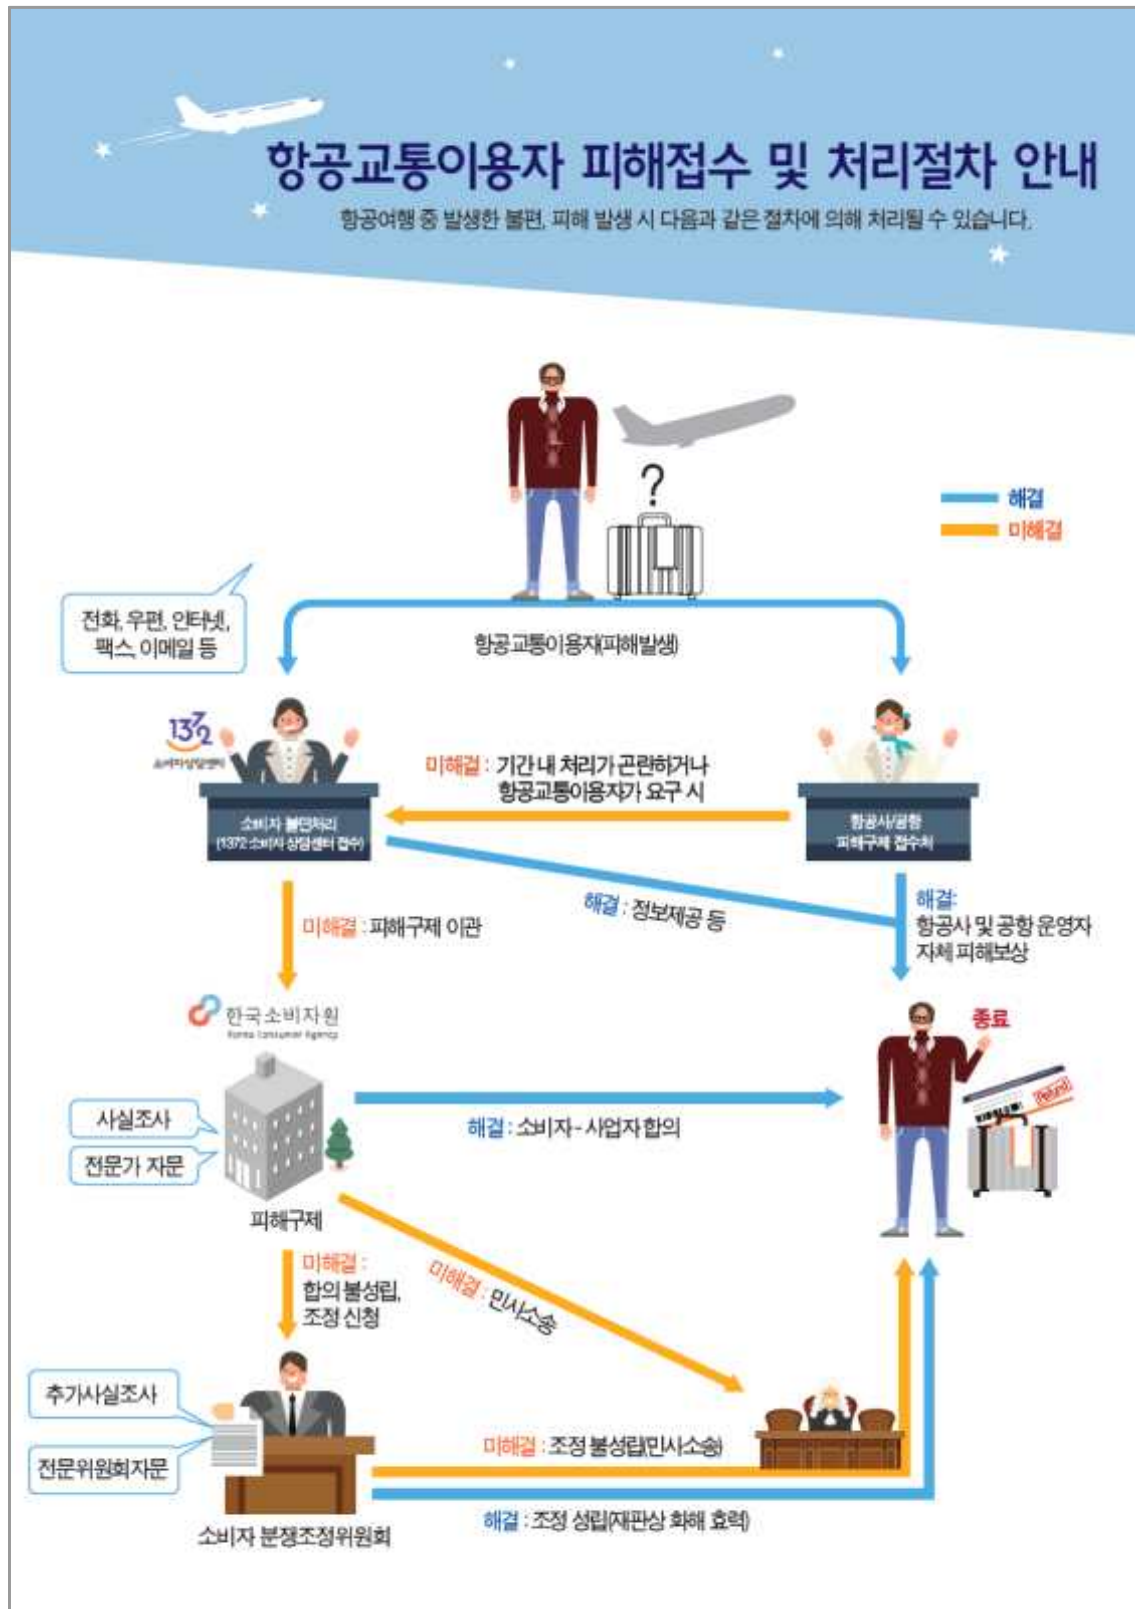 항공교통이용자 피해접수 및 처리절차 안내
항공여행 중 발생한 불편, 피해 발생 시 다음과 같은 절차에 의해 처리될 수 있습니다.
?
해결
미해결
전화, 우편, 인터넷,
팩스, 이메일 등
항공교통이용자(피해발생)
1372
소비자상담센터
소비자 불편처리
(1372 소비자 상담센터 접수)
미해결 : 기간 내 처리가 곤란하거나
항공교통이용자가 요구 시
항공사/공항
피해구제 접수처
미해결 : 피해구제 이관
해결 : 정보제공 등
해결:
항공사 및 공항 운영자
자체 피해보상
한국소비자원
Korea Consumer Agency
종료
Refund
사실조사
전문가 자문
해결 : 소비자 - 사업자 합의
피해구제
미해결 :
합의 불성립,
조정 신청
미해결 : 민사소송
추가사실조사
전문위원회자문
미해결 : 조정 불성립(민사소송)
해결 : 조정 성립(재판상 화해 효력)
소비자 분쟁조정위원회